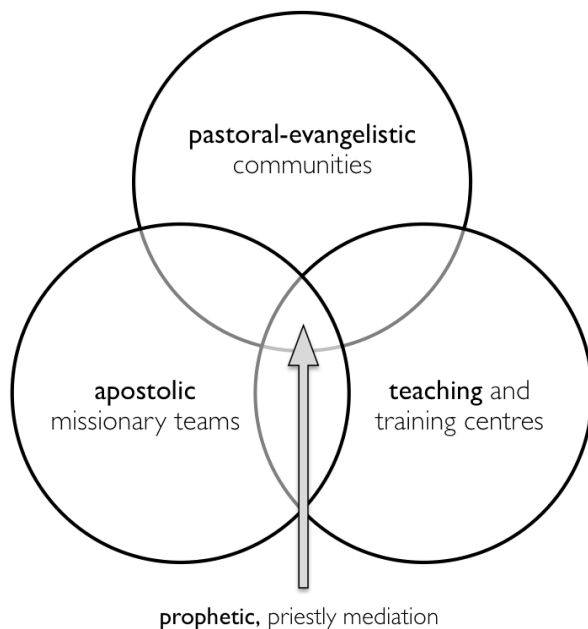 pastoral-evangelistic
communities
apostolic
missionary teams
teaching and
training centres
prophetic, priestly mediation